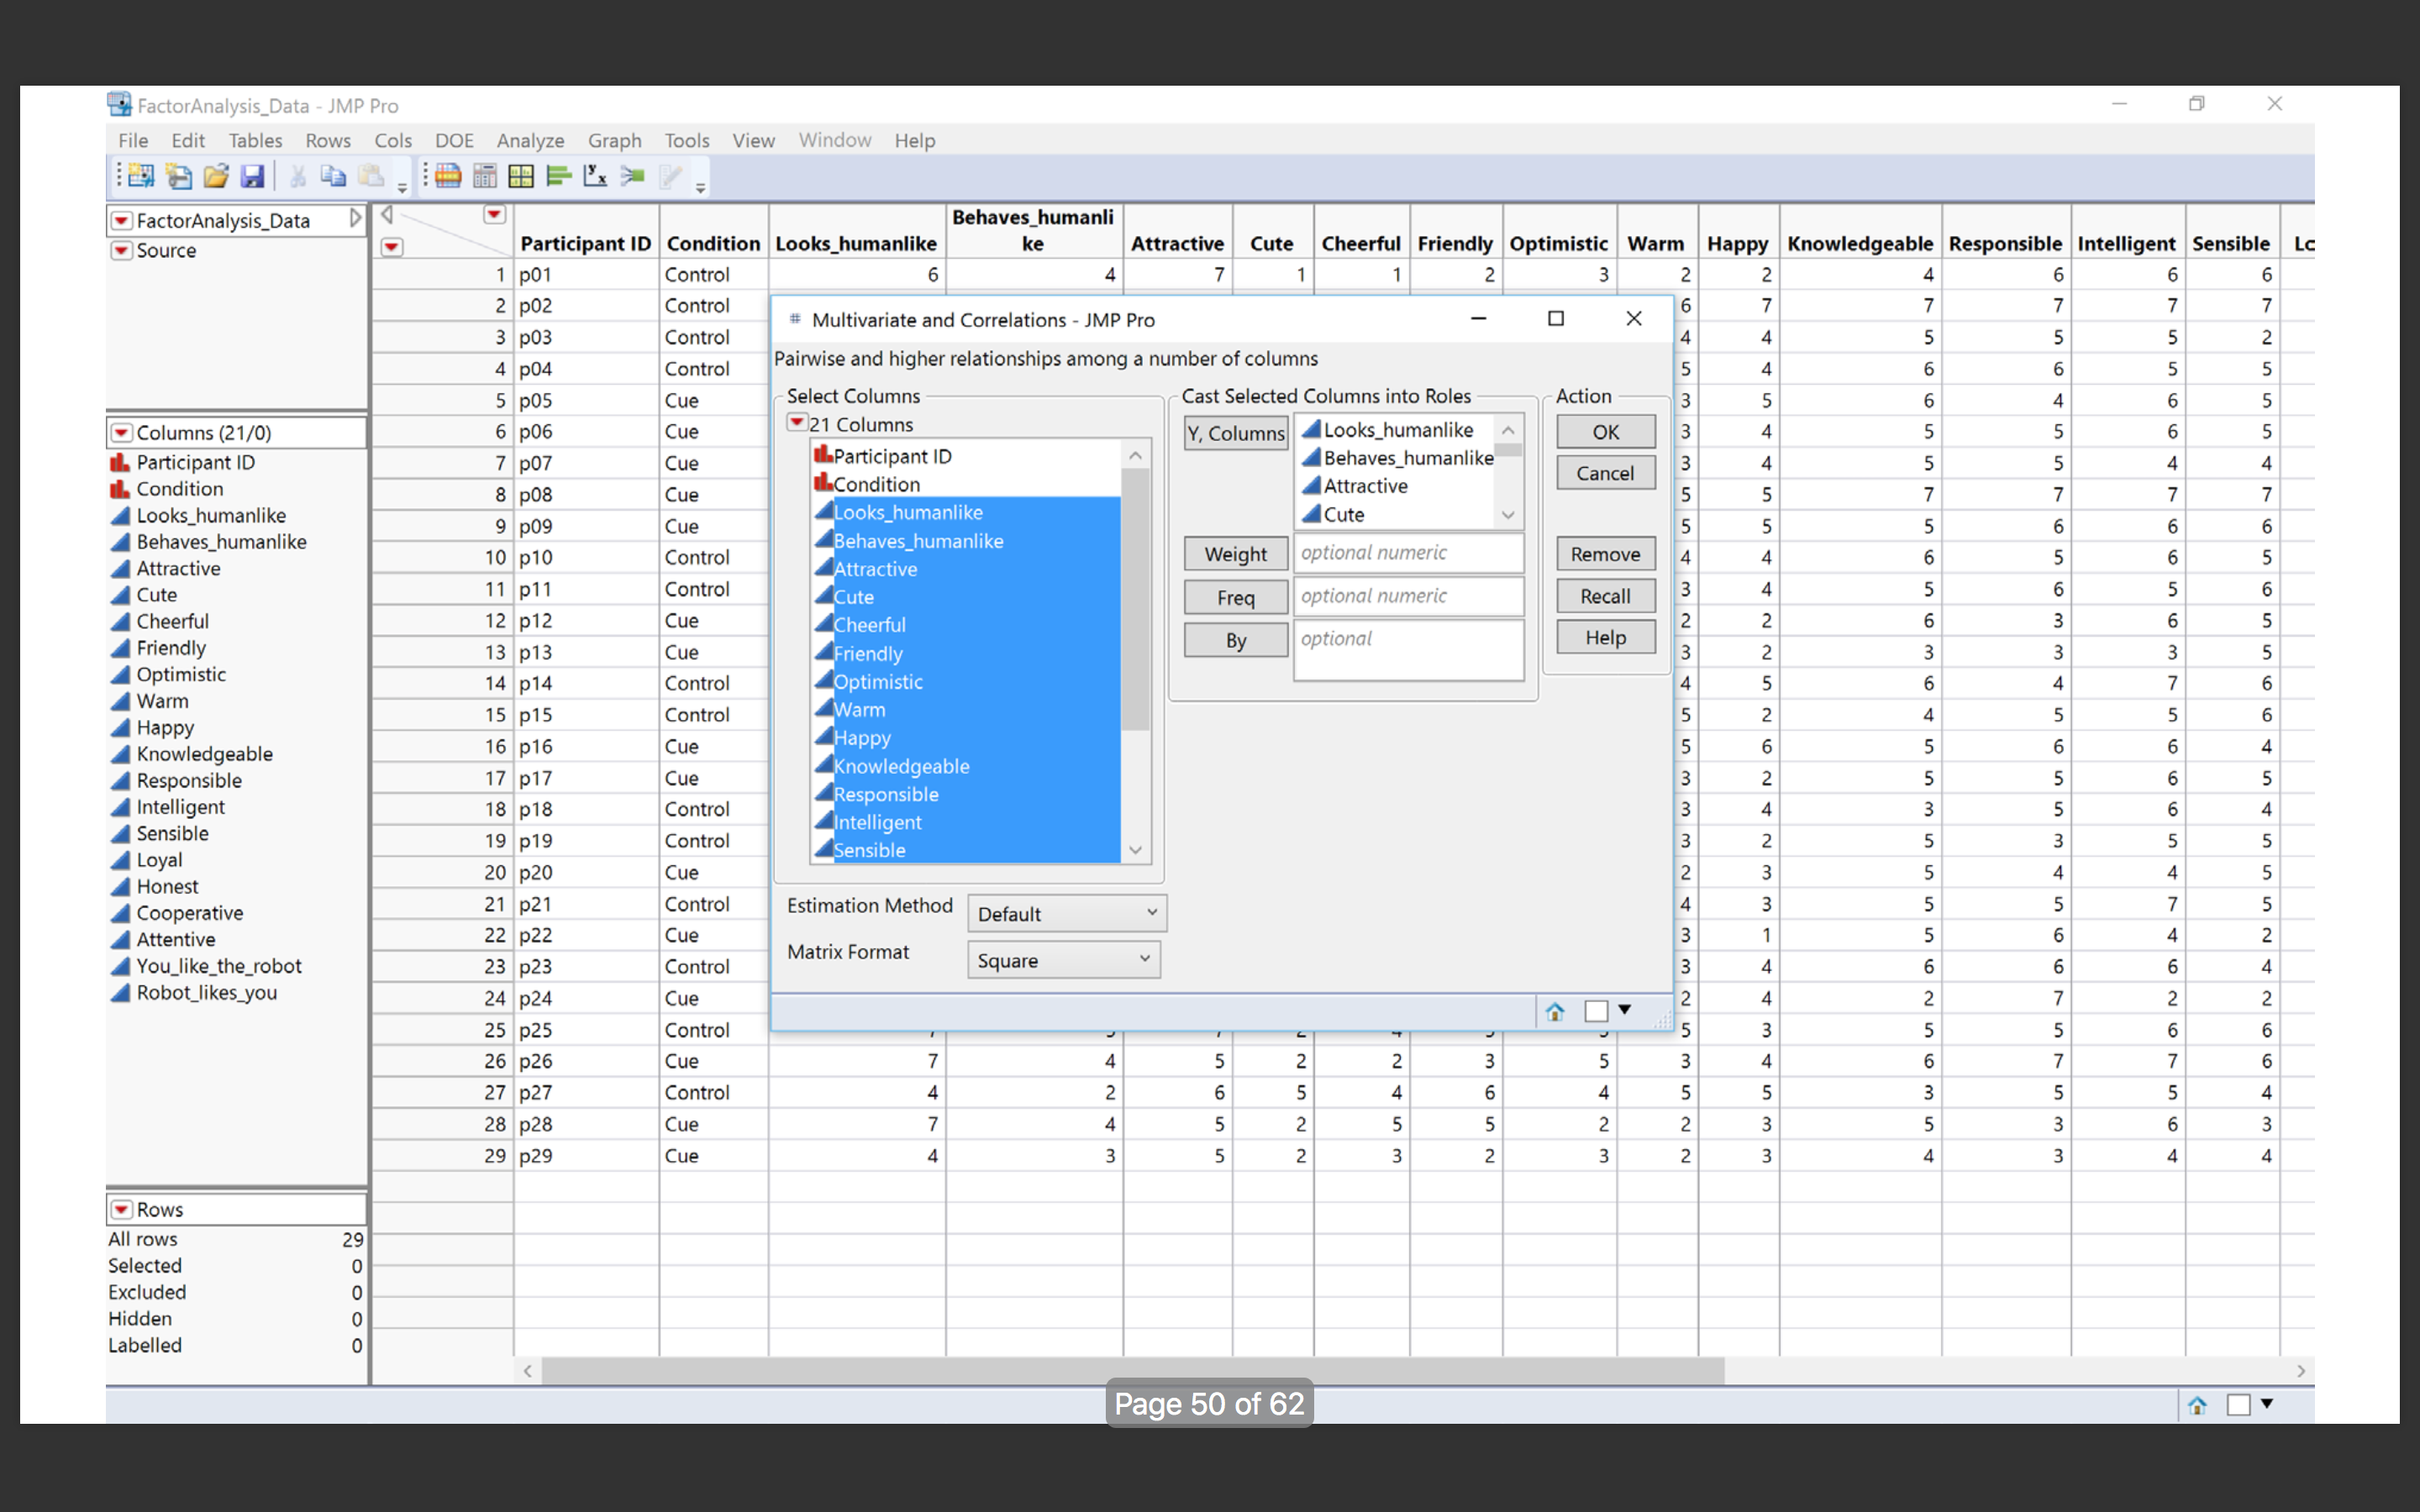 FactorAnalysis_Data - JMP Pro
File Edit Tables Rows Cols DOE Analyze Graph Tools View Window Help
FactorAnalysis_Data
Source
Columns (21/0)
Participant ID
Condition
Looks_humanlike
Behaves_humanlike
Attractive
Cute
Cheerful
Friendly
Optimistic
Warm
Happy
Knowledgeable
Responsible
Intelligent
Sensible
Loyal
Honest
Cooperative
Attentive
You_like_the_robot
Robot_likes_you
Rows
All rows 29
Selected 0
Excluded 0
Hidden 0
Labelled 0
Participant ID Condition Looks_humanlike Behaves_humanli
ke Attractive Cute Cheerful Friendly Optimistic Warm Happy Knowledgeable Responsible Intelligent Sensible Lc
1 p01 Control 6 4 7 1 1 2 3 2 2 4 6 6 6
2 p02 Control 6 7 7 7 7 7
3 p03 Control 4 4 5 5 5 2
4 p04 Control 5 4 6 6 5 5
5 p05 Cue 3 5 6 4 6 5
6 p06 Cue 3 4 5 5 6 5
7 p07 Cue 3 4 5 5 4 4
8 p08 Cue 5 5 7 7 7 7
9 p09 Cue 5 5 5 6 6 6
10 p10 Control 4 4 6 5 6 5
11 p11 Control 3 4 5 6 5 6
12 p12 Cue 2 2 6 3 6 5
13 p13 Cue 3 2 3 3 3 5
14 p14 Control 4 5 6 4 7 6
15 p15 Control 5 2 4 5 5 6
16 p16 Cue 5 6 5 6 6 4
17 p17 Cue 3 2 5 5 6 5
18 p18 Control 3 4 3 5 6 4
19 p19 Control 3 2 5 3 5 5
20 p20 Cue 2 3 5 4 4 5
21 p21 Control 4 3 5 5 7 5
22 p22 Cue 3 1 5 6 4 2
23 p23 Control 3 4 6 6 6 4
24 p24 Cue 2 4 2 7 2 2
25 p25 Control 5 3 5 5 6 6
26 p26 Cue 7 4 5 2 2 3 5 3 4 6 7 7 6
27 p27 Control 4 2 6 5 4 6 4 5 5 3 5 5 4
28 p28 Cue 7 4 5 2 5 5 2 2 3 5 3 6 3
29 p29 Cue 4 3 5 2 3 2 3 2 3 4 3 4 4
Multivariate and Correlations - JMP Pro
Pairwise and higher relationships among a number of columns
Select Columns
21 Columns
Participant ID
Condition
Looks_humanlike
Behaves_humanlike
Attractive
Cute
Cheerful
Friendly
Optimistic
Warm
Happy
Knowledgeable
Responsible
Intelligent
Sensible
Estimation Method Default
Matrix Format Square
Cast Selected Columns into Roles
Y, Columns
Looks_humanlike
Behaves_humanlike
Attractive
Cute
Weight optional numeric
Freq optional numeric
By optional
Action
OK
Cancel
Remove
Recall
Help
Page 50 of 62